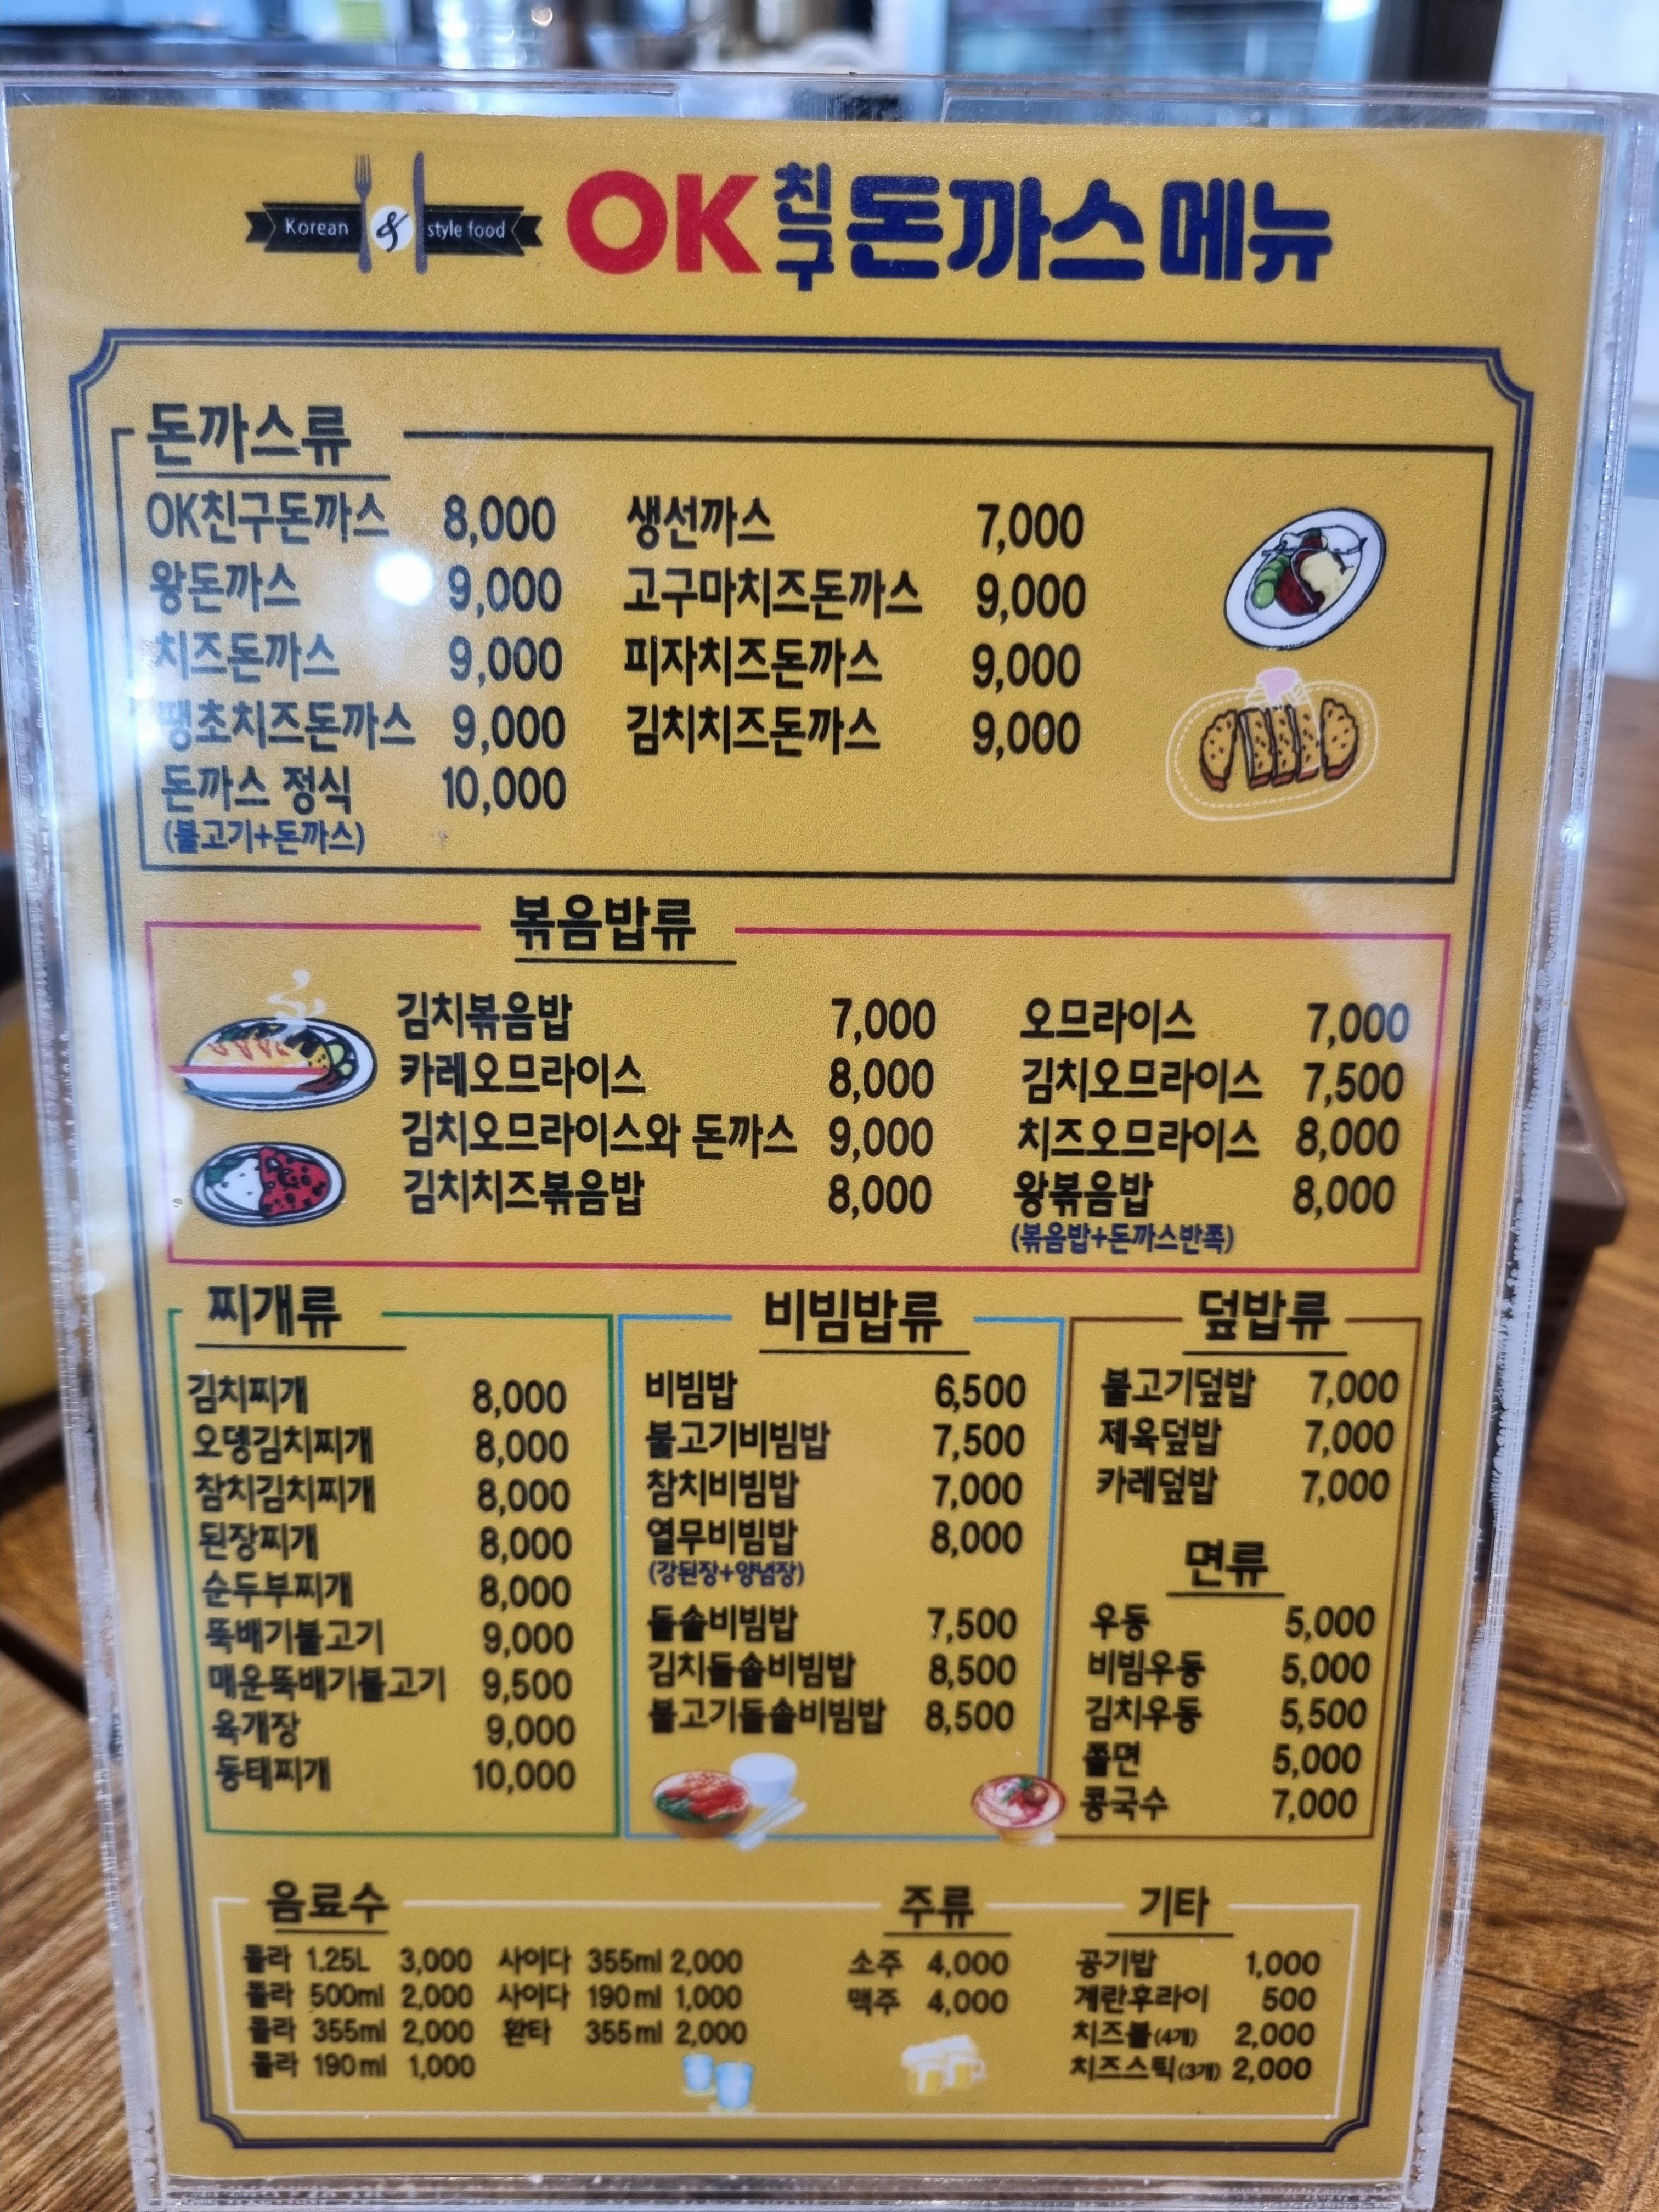 Korean & style food OK친구돈까스메뉴
돈까스류
OK친구돈까스 8,000 생선까스 7,000
왕돈까스 9,000 고구마치즈돈까스 9,000
치즈돈까스 9,000 피자치즈돈까스 9,000
땡초치즈돈까스 9,000 김치치즈돈까스 9,000
돈까스 정식 10,000
(불고기+돈까스)
볶음밥류
김치볶음밥 7,000 오므라이스 7,000
카레오므라이스 8,000 김치오므라이스 7,500
김치오므라이스와 돈까스 9,000 치즈오므라이스 8,000
김치치즈볶음밥 8,000 왕볶음밥 8,000
(볶음밥+돈까스반쪽)
찌개류
김치찌개 8,000
오뎅김치찌개 8,000
참치김치찌개 8,000
된장찌개 8,000
순두부찌개 8,000
뚝배기불고기 9,000
매운뚝배기불고기 9,500
육개장 9,000
동태찌개 10,000
비빔밥류
비빔밥 6,500
불고기비빔밥 7,500
참치비빔밥 7,000
열무비빔밥 8,000
(강된장+양념장)
돌솥비빔밥 7,500
김치돌솥비빔밥 8,500
불고기돌솥비빔밥 8,500
덮밥류
불고기덮밥 7,000
제육덮밥 7,000
카레덮밥 7,000
면류
우동 5,000
비빔우동 5,000
김치우동 5,500
쫄면 5,000
콩국수 7,000
음료수
콜라 1.25L 3,000 사이다 355ml 2,000
콜라 500ml 2,000 사이다 190ml 1,000
콜라 355ml 2,000 환타 355ml 2,000
콜라 190ml 1,000
주류
소주 4,000
맥주 4,000
기타
공기밥 1,000
계란후라이 500
치즈볼(4개) 2,000
치즈스틱(3개) 2,000